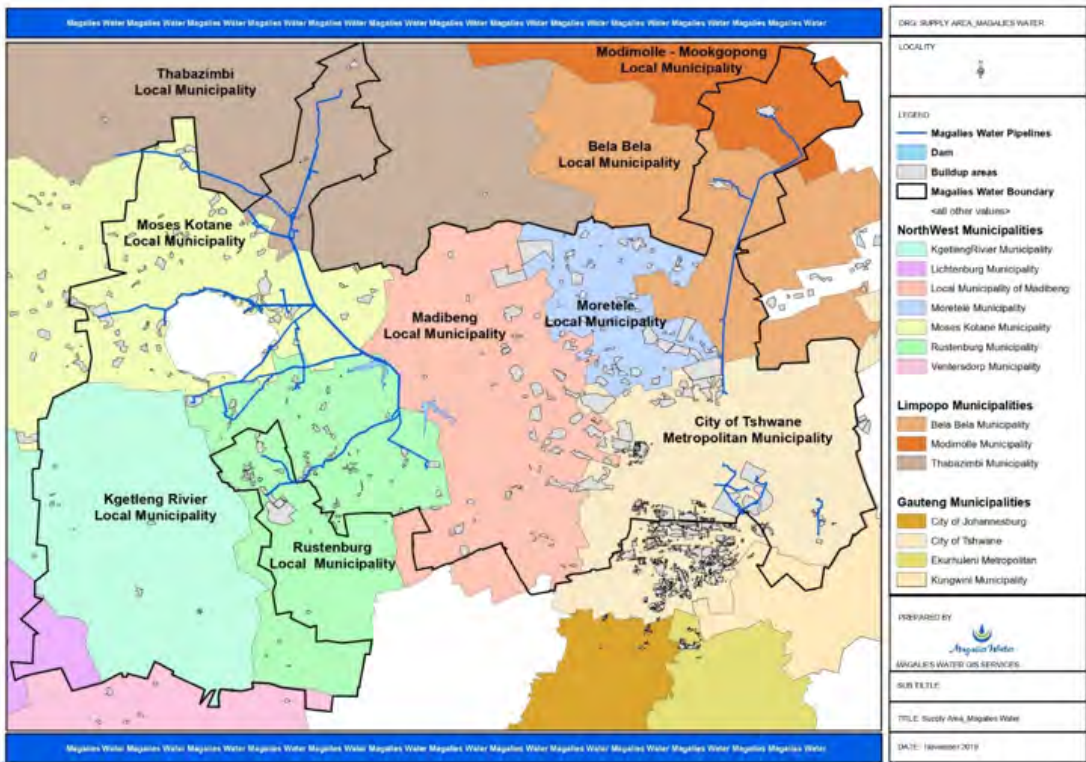 Magalies Water Magalies Water Magalies Water Magalies Water Magalies Water Magalies Water Magalies Water Magalies Water Magalies Water Magalies Water Magalies Water Magalies Water
Thabazimbi
Local Municipality
Modimolle - Mookgopong
Local Municipality
Bela Bela
Local Municipality
Moses Kotane
Local Municipality
Madibeng
Local Municipality
Moretele
Local Municipality
City of Tshwane
Metropolitan Municipality
Kgetleng Rivier
Local Municipality
Rustenburg
Local Municipality
Magalies Water Magalies Water Magalies Water Magalies Water Magalies Water Magalies Water Magalies Water Magalies Water Magalies Water Magalies Water Magalies Water Magalies Water
SUPPLY AREA_MAGALIES WATER
LOCALITY
LEGEND
Magalies Water Pipelines
Dam
Buildup areas
Magalies Water Boundary
<all other values>
NorthWest Municipalities
KgetlengRivier Municipality
Lichtenburg Municipality
Local Municipality of Madibeng
Moretele Municipality
Moses Kotane Municipality
Rustenburg Municipality
Ventersdorp Municipality
Limpopo Municipalities
Bela Bela Municipality
Modimolle Municipality
Thabazimbi Municipality
Gauteng Municipalities
City of Johannesburg
City of Tshwane
Ekurhuleni Metropolitan
Kungwini Municipality
PREPARED BY
Magalies Water
MAGALIES WATER GIS SERVICES
SUB TILTLE
TITLE: Supply Area_Magalies Water
DATE: November 2019